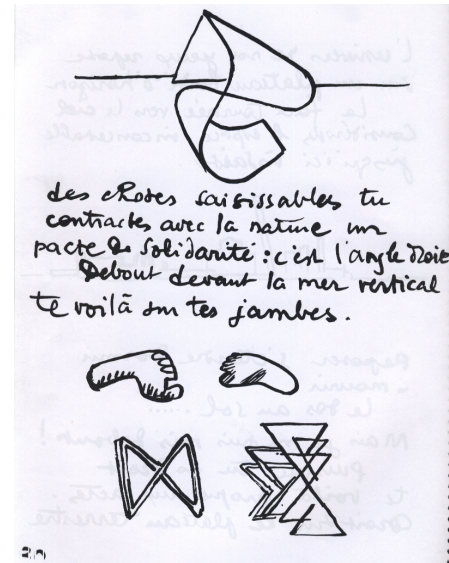 des choses saisissables tu
contractes avec la nature un
pacte de solidarité : c'est l'angle droit
Debout devant la mer vertical
te voilà sur tes jambes.
30